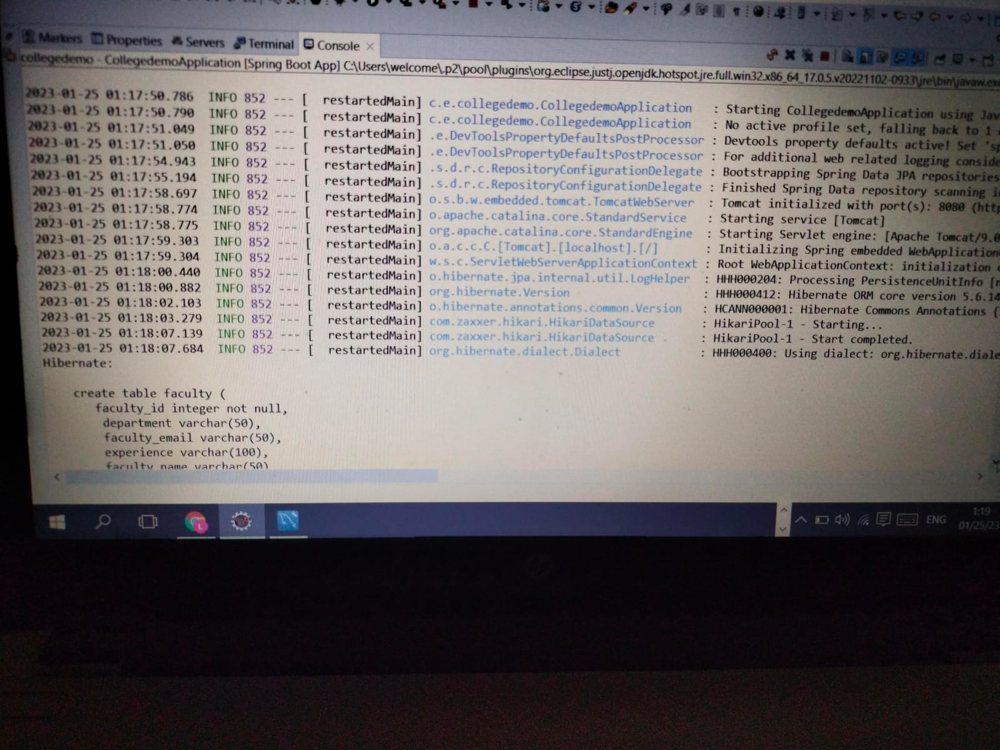 Markers Properties Servers Terminal Console
collegedemo - CollegedemoApplication [Spring Boot App] C:\Users\welcome\.p2\pool\plugins\org.eclipse.justj.openjdk.hotspot.jre.full.win32.x86_64_17.0.5.v20221102-0933\jre\bin\javaw.exe
2023-01-25 01:17:50.786 INFO 852 --- [ restartedMain] c.e.collegedemo.CollegedemoApplication : Starting CollegedemoApplication using Jav
2023-01-25 01:17:50.790 INFO 852 --- [ restartedMain] c.e.collegedemo.CollegedemoApplication : No active profile set, falling back to 1
2023-01-25 01:17:51.049 INFO 852 --- [ restartedMain] .e.DevToolsPropertyDefaultsPostProcessor : Devtools property defaults active! Set 'sp
2023-01-25 01:17:51.050 INFO 852 --- [ restartedMain] .e.DevToolsPropertyDefaultsPostProcessor : For additional web related logging conside
2023-01-25 01:17:54.943 INFO 852 --- [ restartedMain] .s.d.r.c.RepositoryConfigurationDelegate : Bootstrapping Spring Data JPA repositories
2023-01-25 01:17:55.194 INFO 852 --- [ restartedMain] .s.d.r.c.RepositoryConfigurationDelegate : Finished Spring Data repository scanning i
2023-01-25 01:17:58.697 INFO 852 --- [ restartedMain] o.s.b.w.embedded.tomcat.TomcatWebServer : Tomcat initialized with port(s): 8080 (http
2023-01-25 01:17:58.774 INFO 852 --- [ restartedMain] o.apache.catalina.core.StandardService : Starting service [Tomcat]
2023-01-25 01:17:58.775 INFO 852 --- [ restartedMain] org.apache.catalina.core.StandardEngine : Starting Servlet engine: [Apache Tomcat/9.0
2023-01-25 01:17:59.303 INFO 852 --- [ restartedMain] o.a.c.c.C.[Tomcat].[localhost].[/] : Initializing Spring embedded WebApplication
2023-01-25 01:17:59.304 INFO 852 --- [ restartedMain] w.s.c.ServletWebServerApplicationContext : Root WebApplicationContext: initialization
2023-01-25 01:18:00.440 INFO 852 --- [ restartedMain] o.hibernate.jpa.internal.util.LogHelper : HHH000204: Processing PersistenceUnitInfo [
2023-01-25 01:18:00.882 INFO 852 --- [ restartedMain] org.hibernate.Version : HHH000412: Hibernate ORM core version 5.6.14
2023-01-25 01:18:02.103 INFO 852 --- [ restartedMain] o.hibernate.annotations.common.Version : HCANN000001: Hibernate Commons Annotations {
2023-01-25 01:18:03.279 INFO 852 --- [ restartedMain] com.zaxxer.hikari.HikariDataSource : HikariPool-1 - Starting...
2023-01-25 01:18:07.139 INFO 852 --- [ restartedMain] com.zaxxer.hikari.HikariDataSource : HikariPool-1 - Start completed.
2023-01-25 01:18:07.684 INFO 852 --- [ restartedMain] org.hibernate.dialect.Dialect : HHH000400: Using dialect: org.hibernate.diale
Hibernate:
create table faculty (
faculty_id integer not null,
department varchar(50),
faculty_email varchar(50),
experience varchar(100),
faculty_name varchar(50)
ENG 1:19
01/25/23